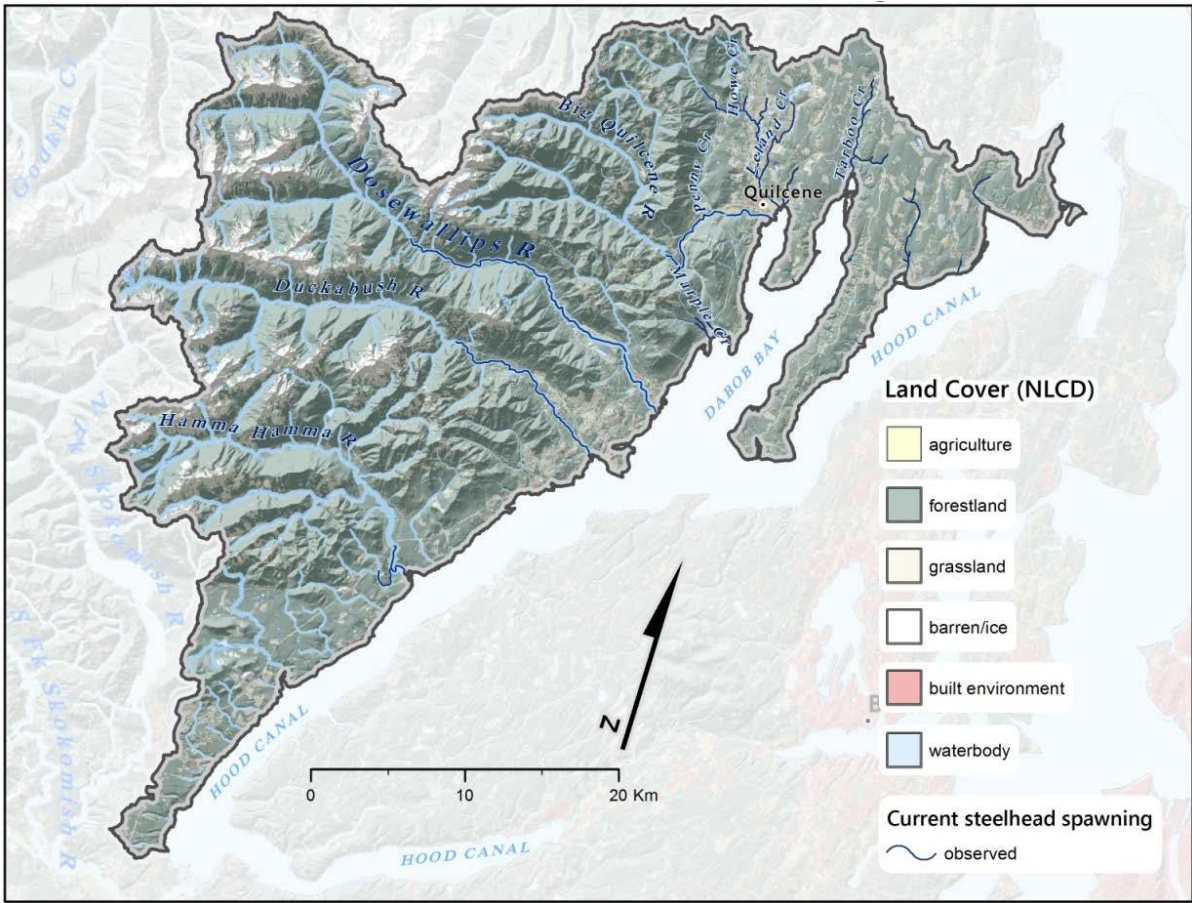 Godkin Cr
Big Quilcene R
Howe Cr
Leland Cr
Tarboo Cr
Penny Cr
Quilcene
Dosewallips R
Marple Cr
Duckabush R
DABOB BAY
HOOD CANAL
Hamma Hamma R
N Fk Skokomish R
S Fk Skokomish R
HOOD CANAL
HOOD CANAL
N
0 10 20 Km
Land Cover (NLCD)
agriculture
forestland
grassland
barren/ice
built environment
waterbody
Current steelhead spawning
observed